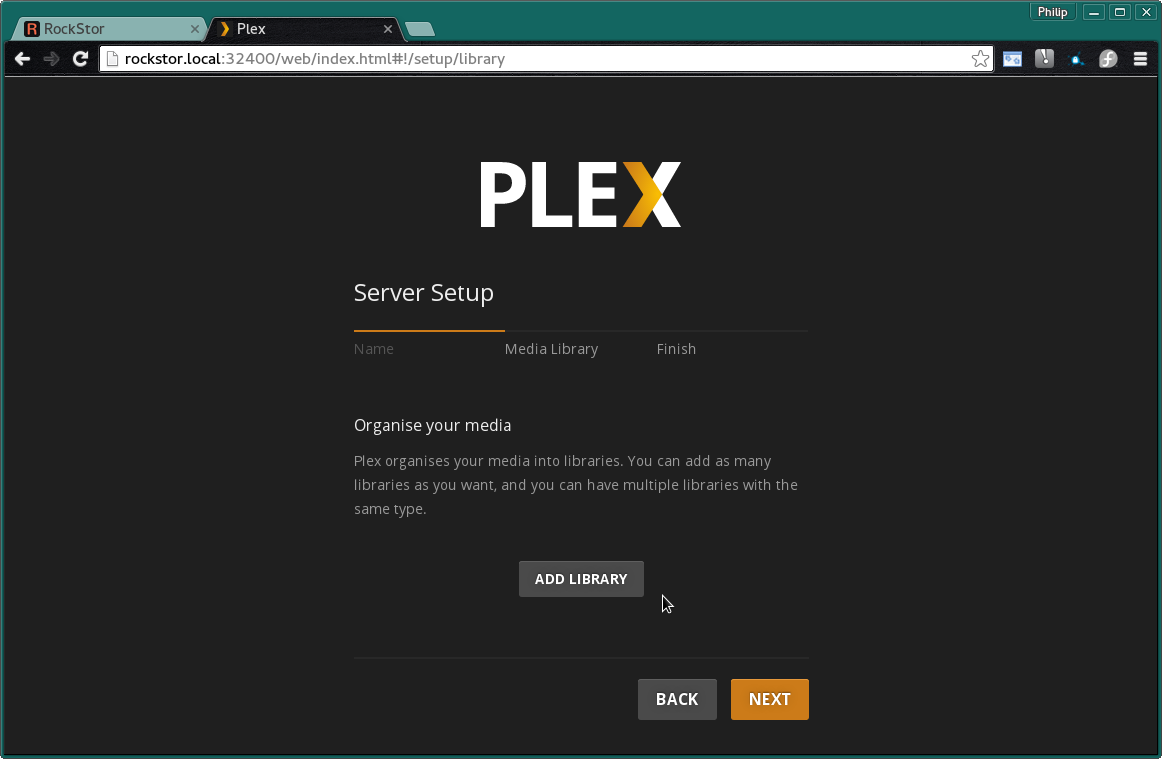 Philip
RockStor
Plex
rockstor.local:32400/web/index.html#!/setup/library
PLEX
Server Setup
Name
Media Library
Finish
Organise your media
Plex organises your media into libraries. You can add as many
libraries as you want, and you can have multiple libraries with the
same type.
ADD LIBRARY
BACK
NEXT